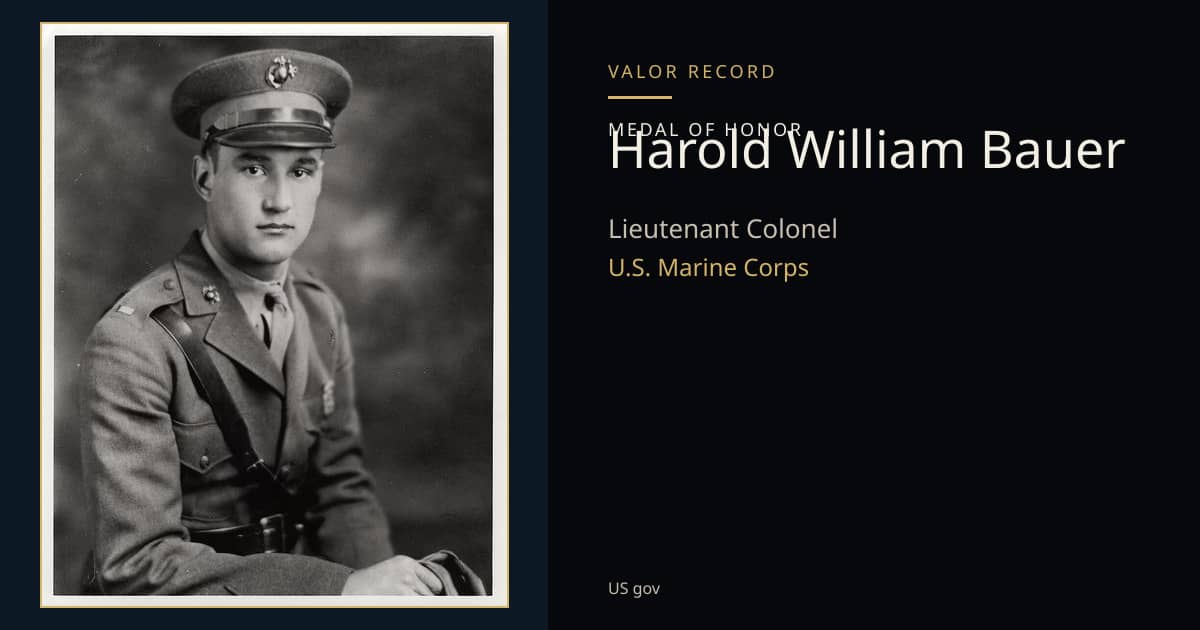 VALOR RECORD
MEDAL OF HONOR
Harold William Bauer
Lieutenant Colonel
U.S. Marine Corps
US gov